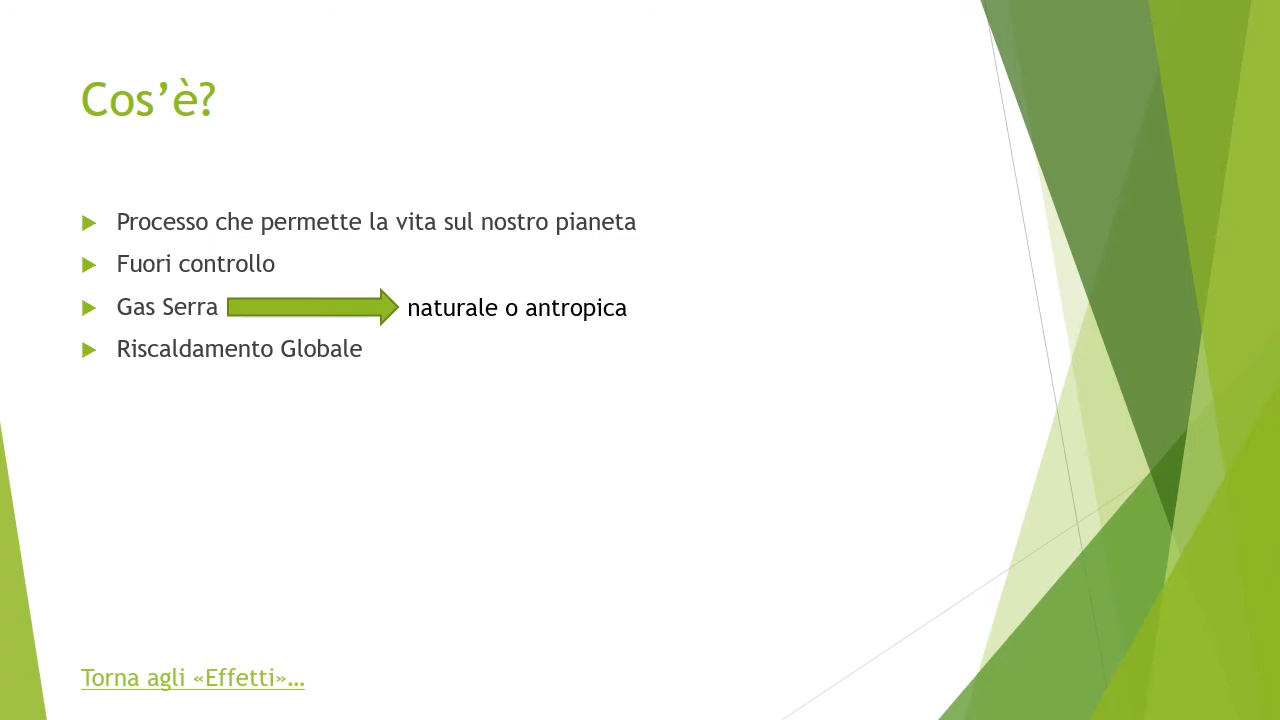 Cos’è?
Processo che permette la vita sul nostro pianeta
Fuori controllo
Gas Serra naturale o antropica
Riscaldamento Globale
Torna agli «Effetti»…